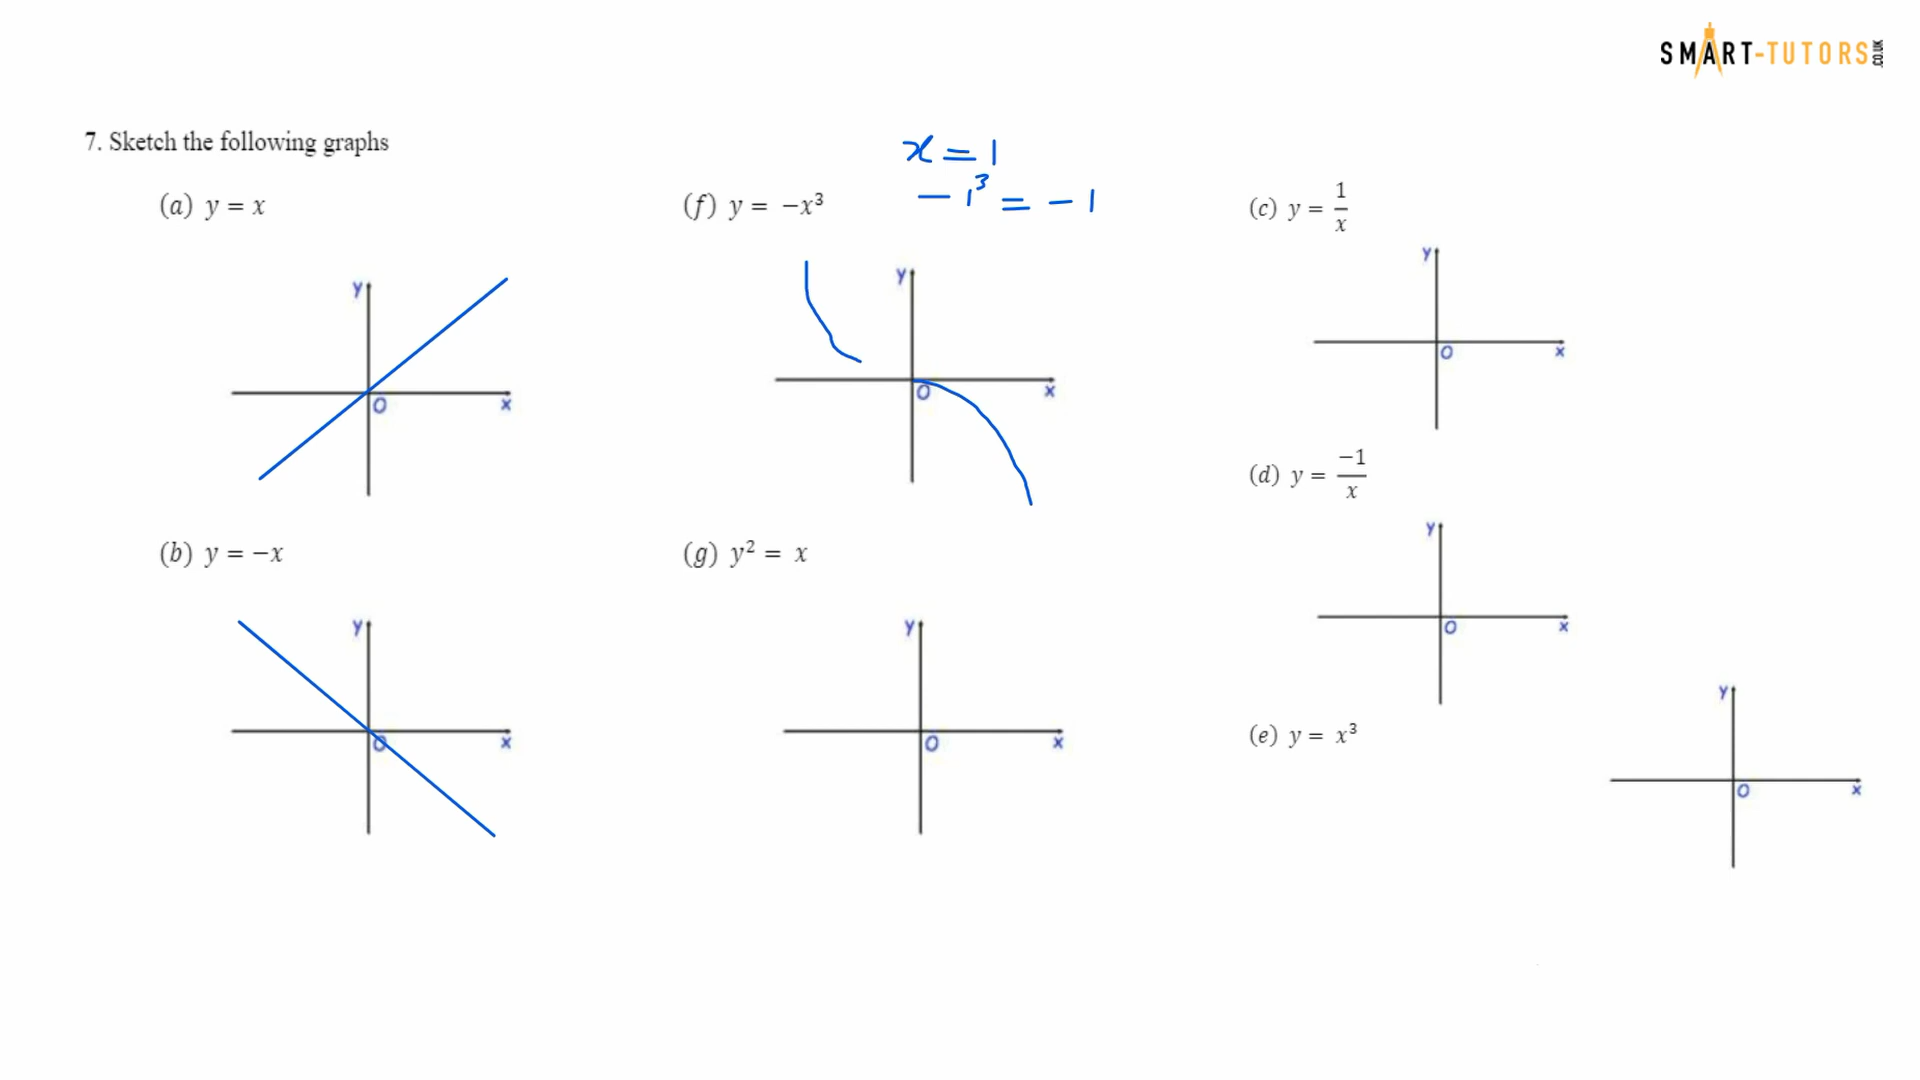 SMART-TUTORS.CO.UK
7. Sketch the following graphs
(a) y = x
y
O
x
(b) y = −x
y
O
x
(f) y = −x³
x = 1
−1³ = −1
y
O
x
(g) y² = x
y
O
x
(c) y = 1/x
y
O
x
(d) y = −1/x
y
O
x
(e) y = x³
y
O
x